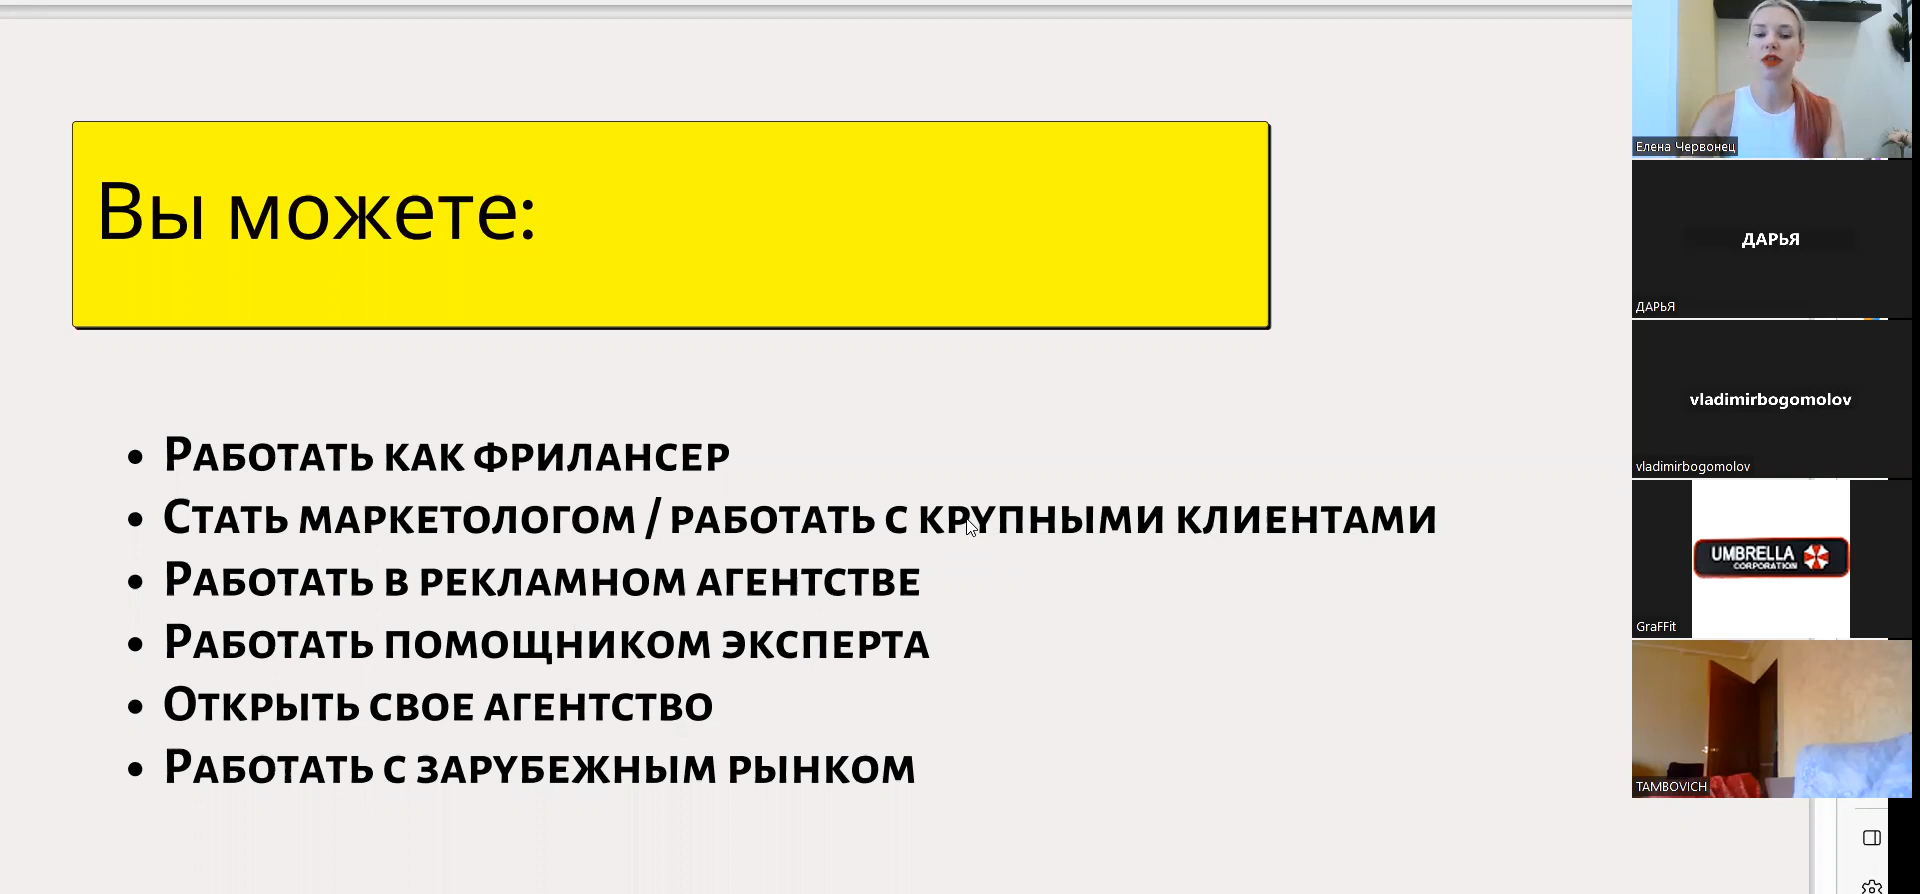 Вы можете:
Работать как фрилансер
Стать маркетологом / работать с крупными клиентами
Работать в рекламном агентстве
Работать помощником эксперта
Открыть свое агентство
Работать с зарубежным рынком
Елена Червонец
ДАРЬЯ
ДАРЬЯ
vladimirbogomolov
vladimirbogomolov
UMBRELLA
CORPORATION
GraFFit
TAMBOVICH